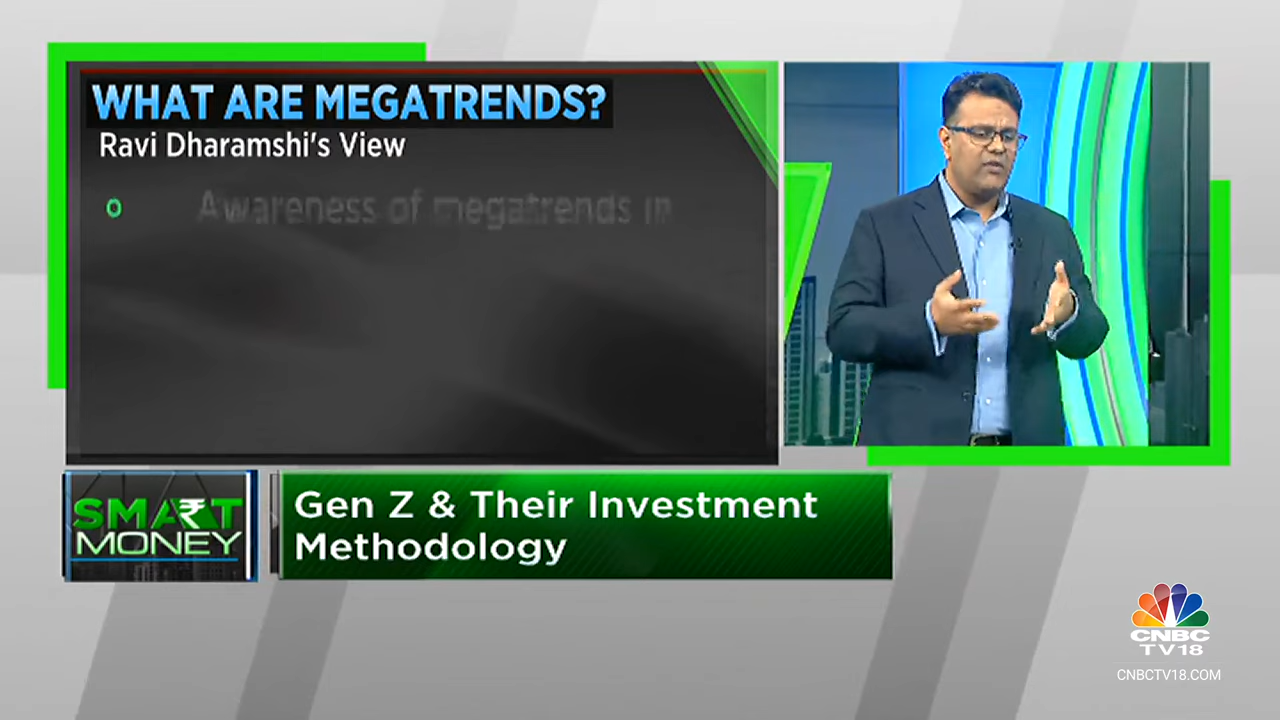 WHAT ARE MEGATRENDS?
Ravi Dharamshi's View
Awareness of megatrends in
SMA₹T
MONEY
Gen Z & Their Investment
Methodology
CNBC
TV18
CNBCTV18.COM